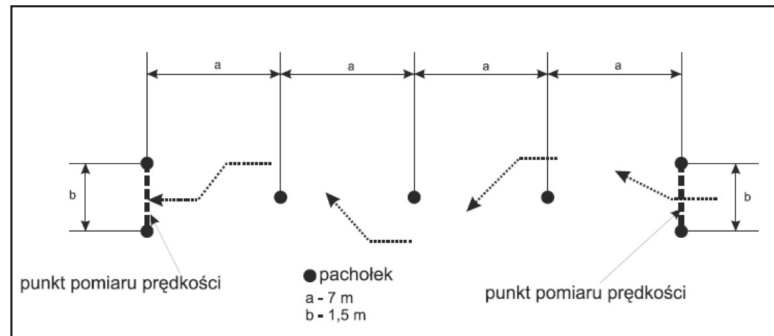 a
a
a
a
b
b
punkt pomiaru prędkości
pachołek
a - 7 m
b - 1,5 m
punkt pomiaru prędkości